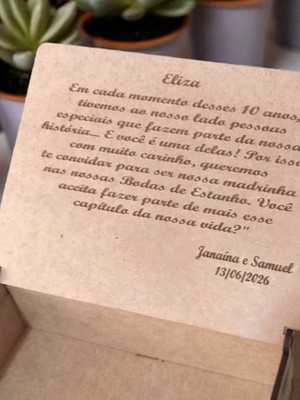 Eliza
Em cada momento desses 10 anos,
tivemos ao nosso lado pessoas
especiais que fazem parte da nossa
história... E você é uma delas! Por isso
com muito carinho, queremos
te convidar para ser nossa madrinha
nas nossas Bodas de Estanho. Você
aceita fazer parte de mais esse
capítulo da nossa vida?"
Janaína e Samuel
13/06/2026